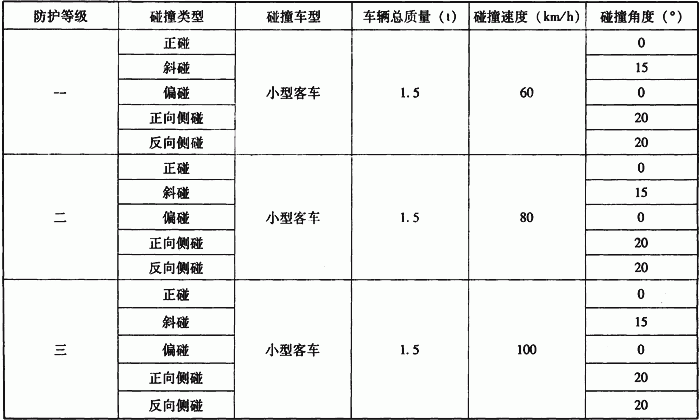 防护等级 碰撞类型 碰撞车型 车辆总质量（t） 碰撞速度（km/h） 碰撞角度（°）
正碰 0
斜碰 15
一 偏碰 小型客车 1.5 60 0
正向侧碰 20
反向侧碰 20
正碰 0
斜碰 15
二 偏碰 小型客车 1.5 80 0
正向侧碰 20
反向侧碰 20
正碰 0
斜碰 15
三 偏碰 小型客车 1.5 100 0
正向侧碰 20
反向侧碰 20